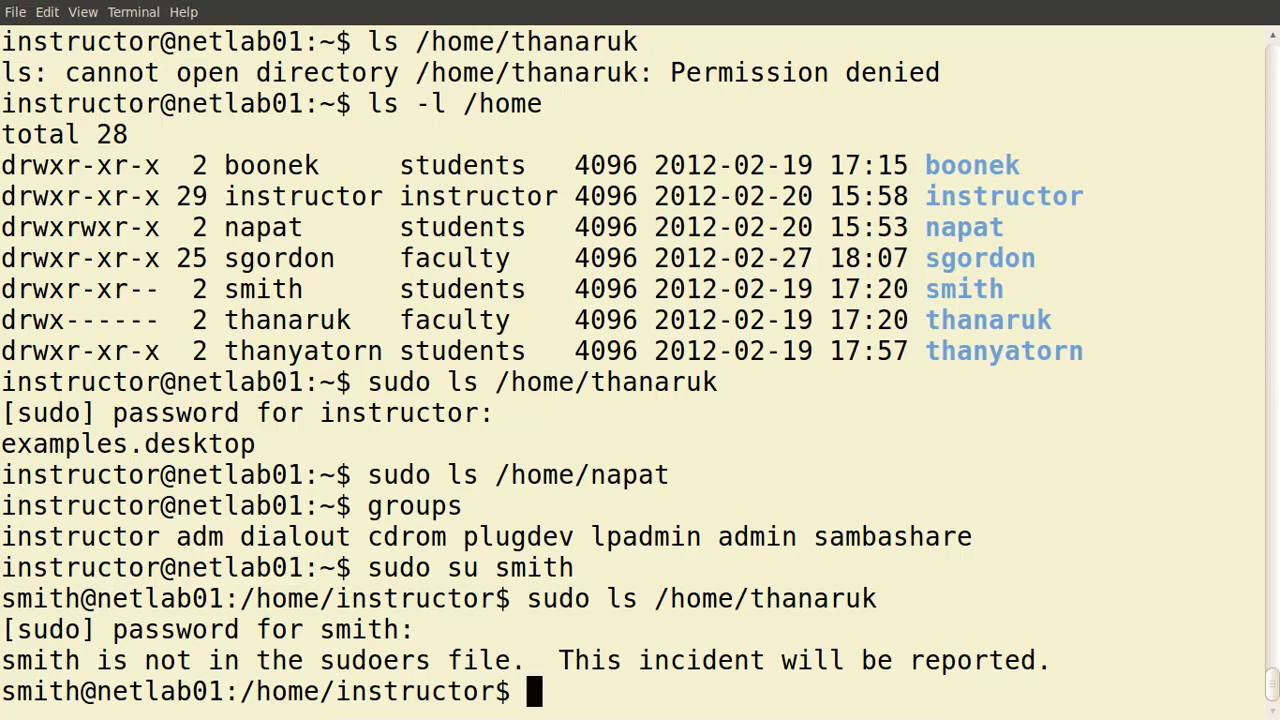 File Edit View Terminal Help
instructor@netlab01:~$ ls /home/thanaruk
ls: cannot open directory /home/thanaruk: Permission denied
instructor@netlab01:~$ ls -l /home
total 28
drwxr-xr-x  2 boonek     students   4096 2012-02-19 17:15 boonek
drwxr-xr-x 29 instructor instructor 4096 2012-02-20 15:58 instructor
drwxrwxr-x  2 napat      students   4096 2012-02-20 15:53 napat
drwxr-xr-x 25 sgordon    faculty    4096 2012-02-27 18:07 sgordon
drwxr-xr--  2 smith      students   4096 2012-02-19 17:20 smith
drwx------  2 thanaruk   faculty    4096 2012-02-19 17:20 thanaruk
drwxr-xr-x  2 thanyatorn students   4096 2012-02-19 17:57 thanyatorn
instructor@netlab01:~$ sudo ls /home/thanaruk
[sudo] password for instructor:
examples.desktop
instructor@netlab01:~$ sudo ls /home/napat
instructor@netlab01:~$ groups
instructor adm dialout cdrom plugdev lpadmin admin sambashare
instructor@netlab01:~$ sudo su smith
smith@netlab01:/home/instructor$ sudo ls /home/thanaruk
[sudo] password for smith:
smith is not in the sudoers file.  This incident will be reported.
smith@netlab01:/home/instructor$